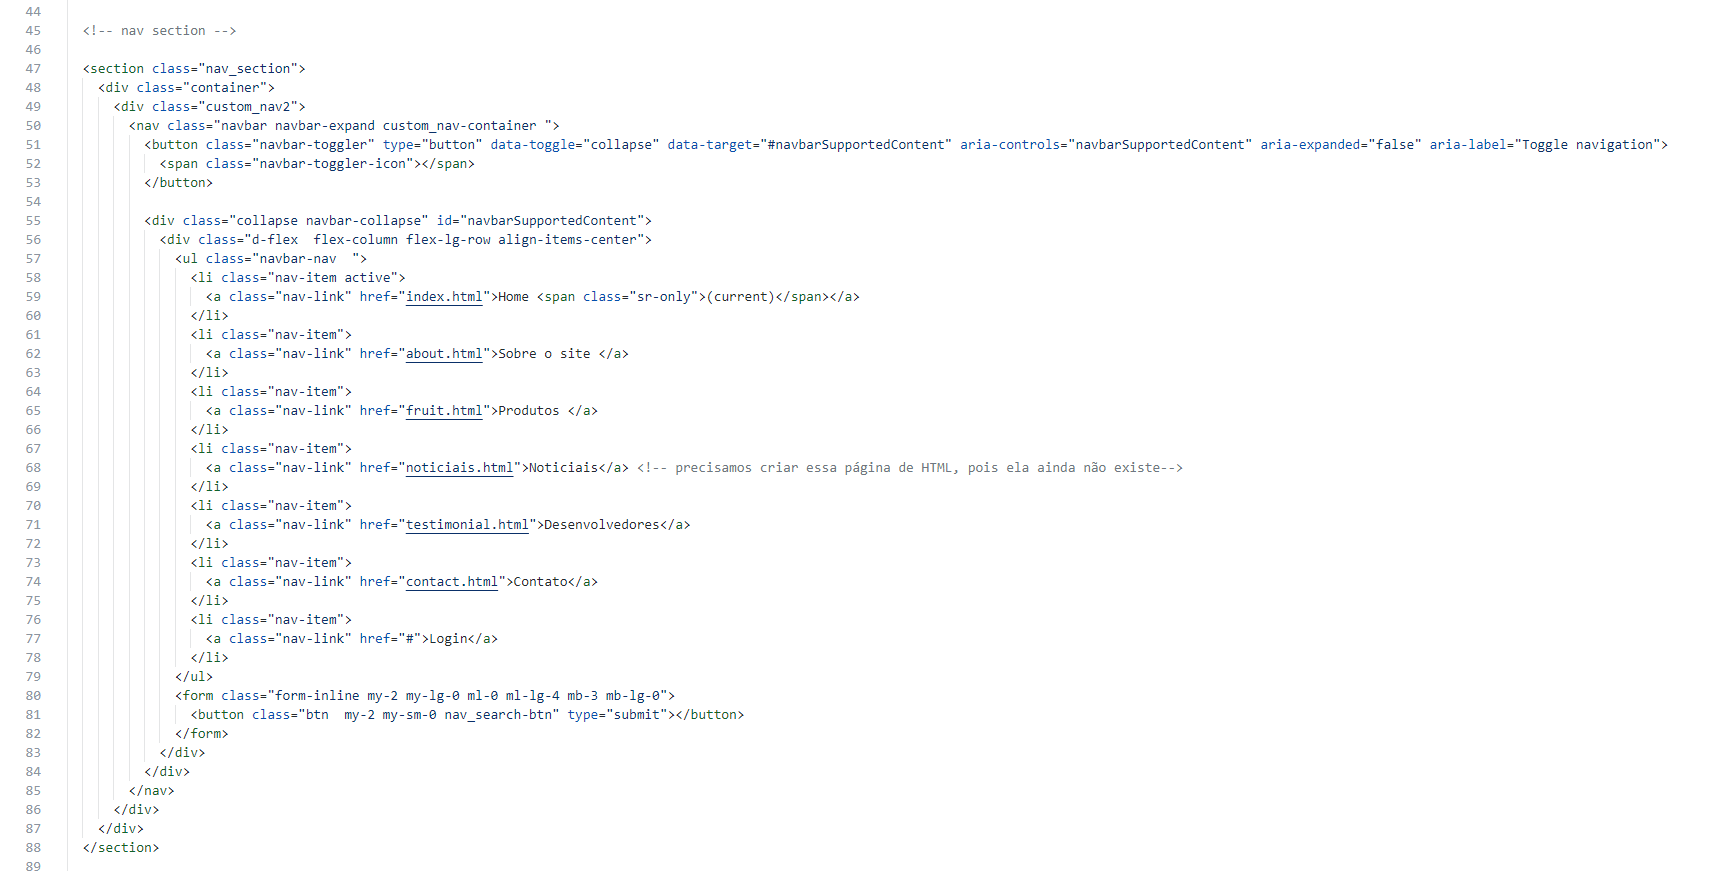 44
45 <!-- nav section -->
46
47 <section class="nav_section">
48 <div class="container">
49 <div class="custom_nav2">
50 <nav class="navbar navbar-expand custom_nav-container ">
51 <button class="navbar-toggler" type="button" data-toggle="collapse" data-target="#navbarSupportedContent" aria-controls="navbarSupportedContent" aria-expanded="false" aria-label="Toggle navigation">
52 <span class="navbar-toggler-icon"></span>
53 </button>
54
55 <div class="collapse navbar-collapse" id="navbarSupportedContent">
56 <div class="d-flex  flex-column flex-lg-row align-items-center">
57 <ul class="navbar-nav  ">
58 <li class="nav-item active">
59 <a class="nav-link" href="index.html">Home <span class="sr-only">(current)</span></a>
60 </li>
61 <li class="nav-item">
62 <a class="nav-link" href="about.html">Sobre o site </a>
63 </li>
64 <li class="nav-item">
65 <a class="nav-link" href="fruit.html">Produtos </a>
66 </li>
67 <li class="nav-item">
68 <a class="nav-link" href="noticiais.html">Noticiais</a> <!-- precisamos criar essa página de HTML, pois ela ainda não existe-->
69 </li>
70 <li class="nav-item">
71 <a class="nav-link" href="testimonial.html">Desenvolvedores</a>
72 </li>
73 <li class="nav-item">
74 <a class="nav-link" href="contact.html">Contato</a>
75 </li>
76 <li class="nav-item">
77 <a class="nav-link" href="#">Login</a>
78 </li>
79 </ul>
80 <form class="form-inline my-2 my-lg-0 ml-0 ml-lg-4 mb-3 mb-lg-0">
81 <button class="btn  my-2 my-sm-0 nav_search-btn" type="submit"></button>
82 </form>
83 </div>
84 </div>
85 </nav>
86 </div>
87 </div>
88 </section>
89